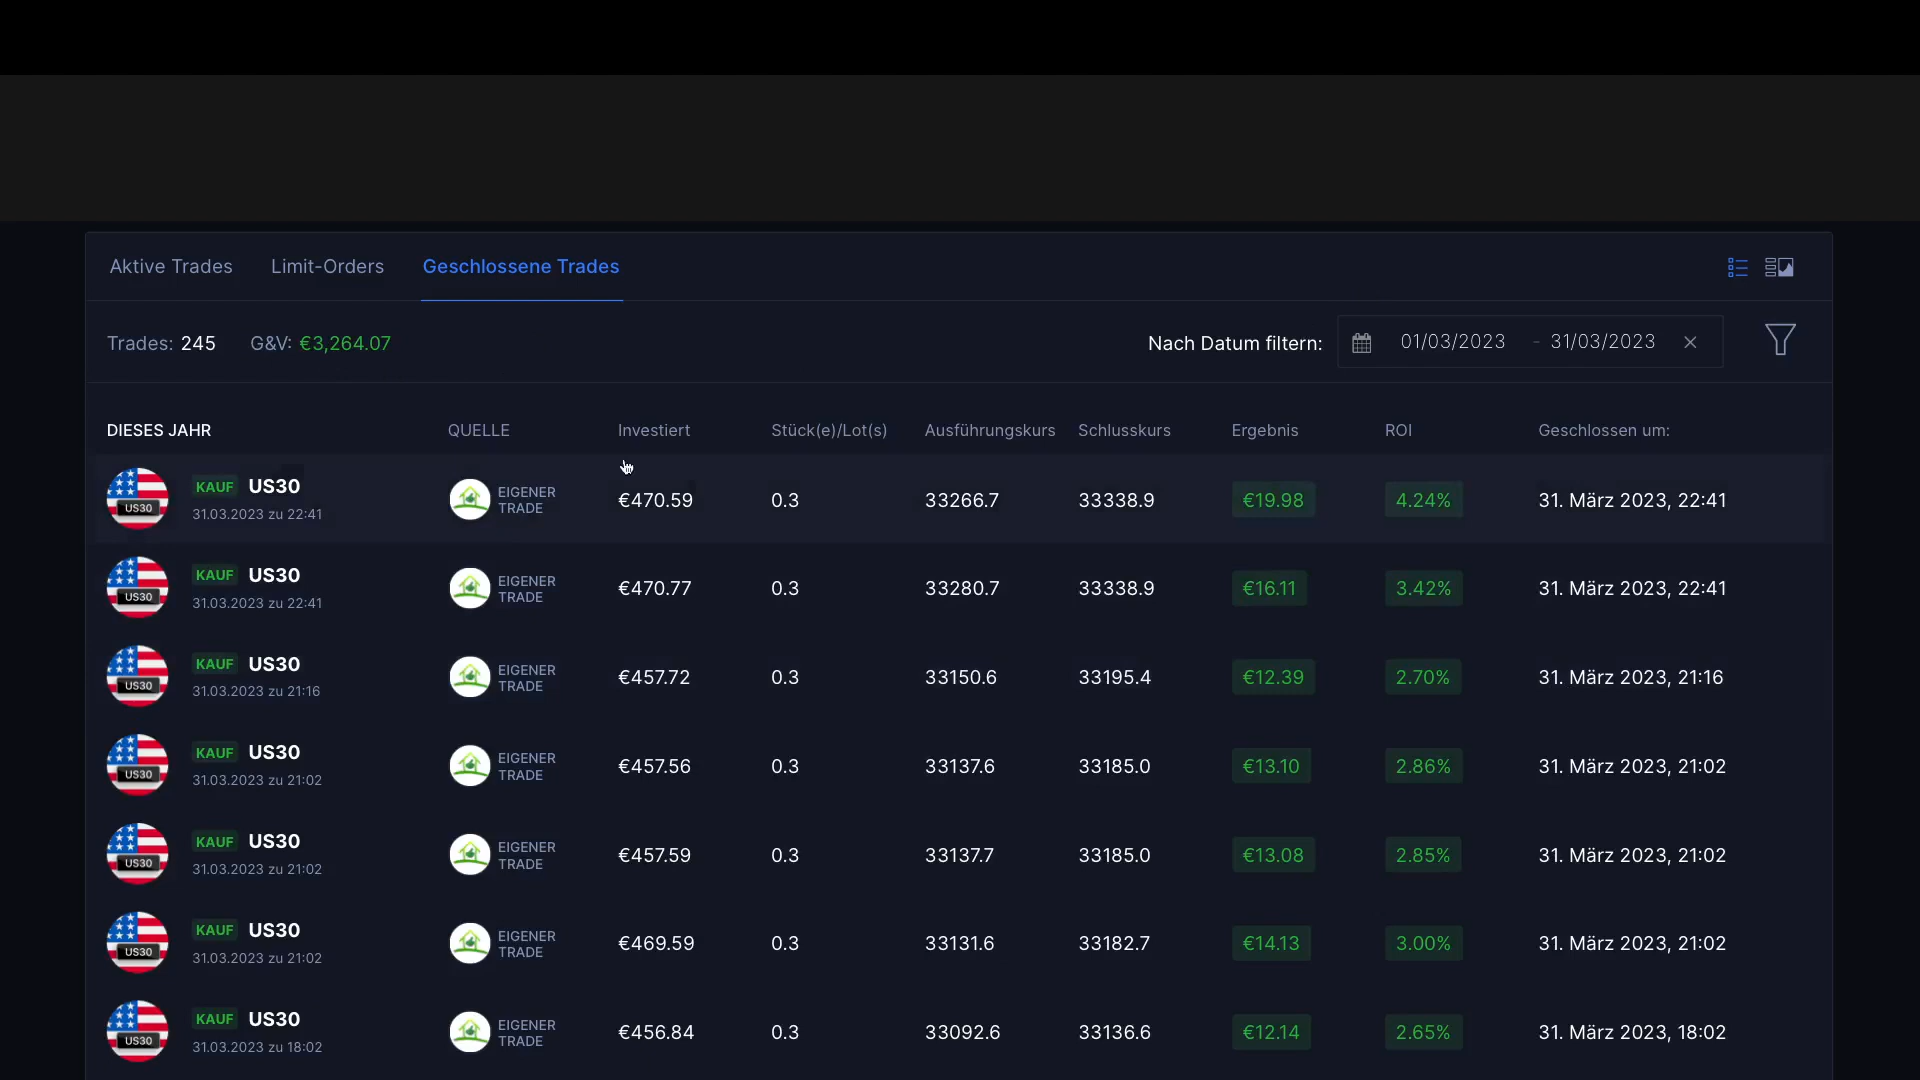 Aktive Trades Limit-Orders Geschlossene Trades
Trades: 245 G&V: €3,264.07 Nach Datum filtern: 01/03/2023 - 31/03/2023
DIESES JAHR QUELLE Investiert Stück(e)/Lot(s) Ausführungskurs Schlusskurs Ergebnis ROI Geschlossen um:
US30 KAUF US30 31.03.2023 zu 22:41 EIGENER TRADE €470.59 0.3 33266.7 33338.9 €19.98 4.24% 31. März 2023, 22:41
US30 KAUF US30 31.03.2023 zu 22:41 EIGENER TRADE €470.77 0.3 33280.7 33338.9 €16.11 3.42% 31. März 2023, 22:41
US30 KAUF US30 31.03.2023 zu 21:16 EIGENER TRADE €457.72 0.3 33150.6 33195.4 €12.39 2.70% 31. März 2023, 21:16
US30 KAUF US30 31.03.2023 zu 21:02 EIGENER TRADE €457.56 0.3 33137.6 33185.0 €13.10 2.86% 31. März 2023, 21:02
US30 KAUF US30 31.03.2023 zu 21:02 EIGENER TRADE €457.59 0.3 33137.7 33185.0 €13.08 2.85% 31. März 2023, 21:02
US30 KAUF US30 31.03.2023 zu 21:02 EIGENER TRADE €469.59 0.3 33131.6 33182.7 €14.13 3.00% 31. März 2023, 21:02
US30 KAUF US30 31.03.2023 zu 18:02 EIGENER TRADE €456.84 0.3 33092.6 33136.6 €12.14 2.65% 31. März 2023, 18:02